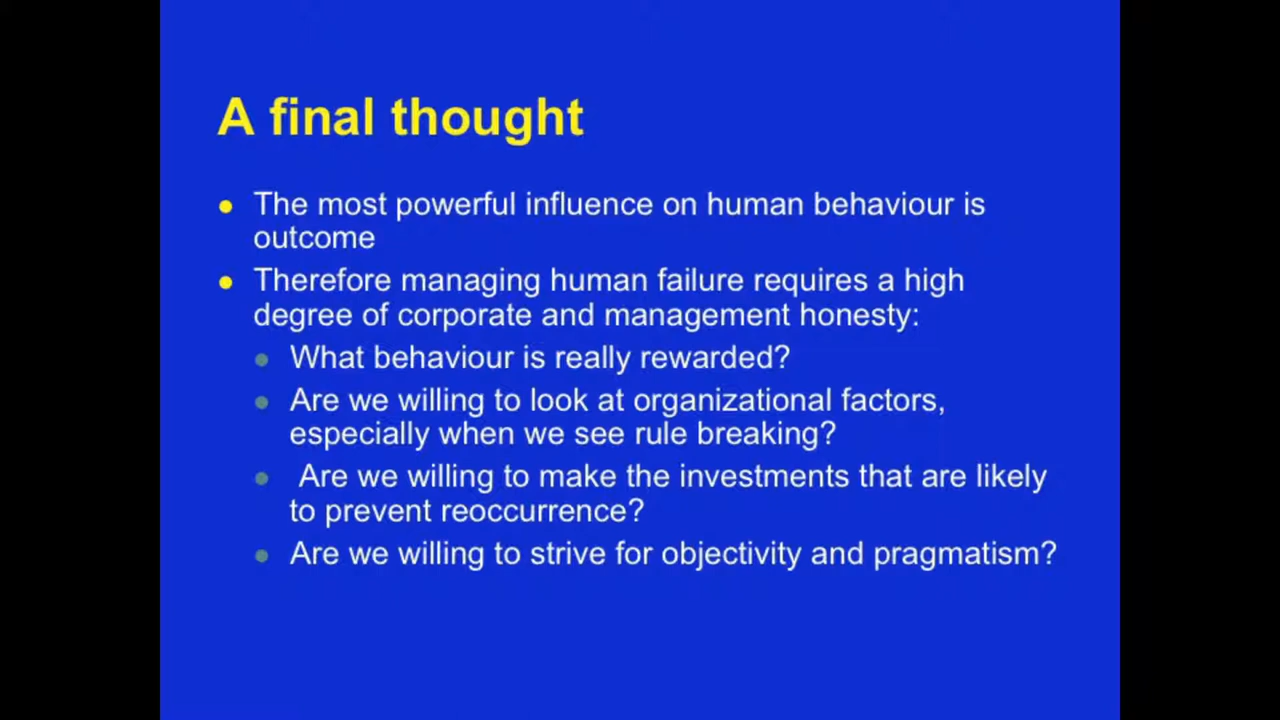 A final thought
The most powerful influence on human behaviour is
outcome
Therefore managing human failure requires a high
degree of corporate and management honesty:
What behaviour is really rewarded?
Are we willing to look at organizational factors,
especially when we see rule breaking?
Are we willing to make the investments that are likely
to prevent reoccurrence?
Are we willing to strive for objectivity and pragmatism?